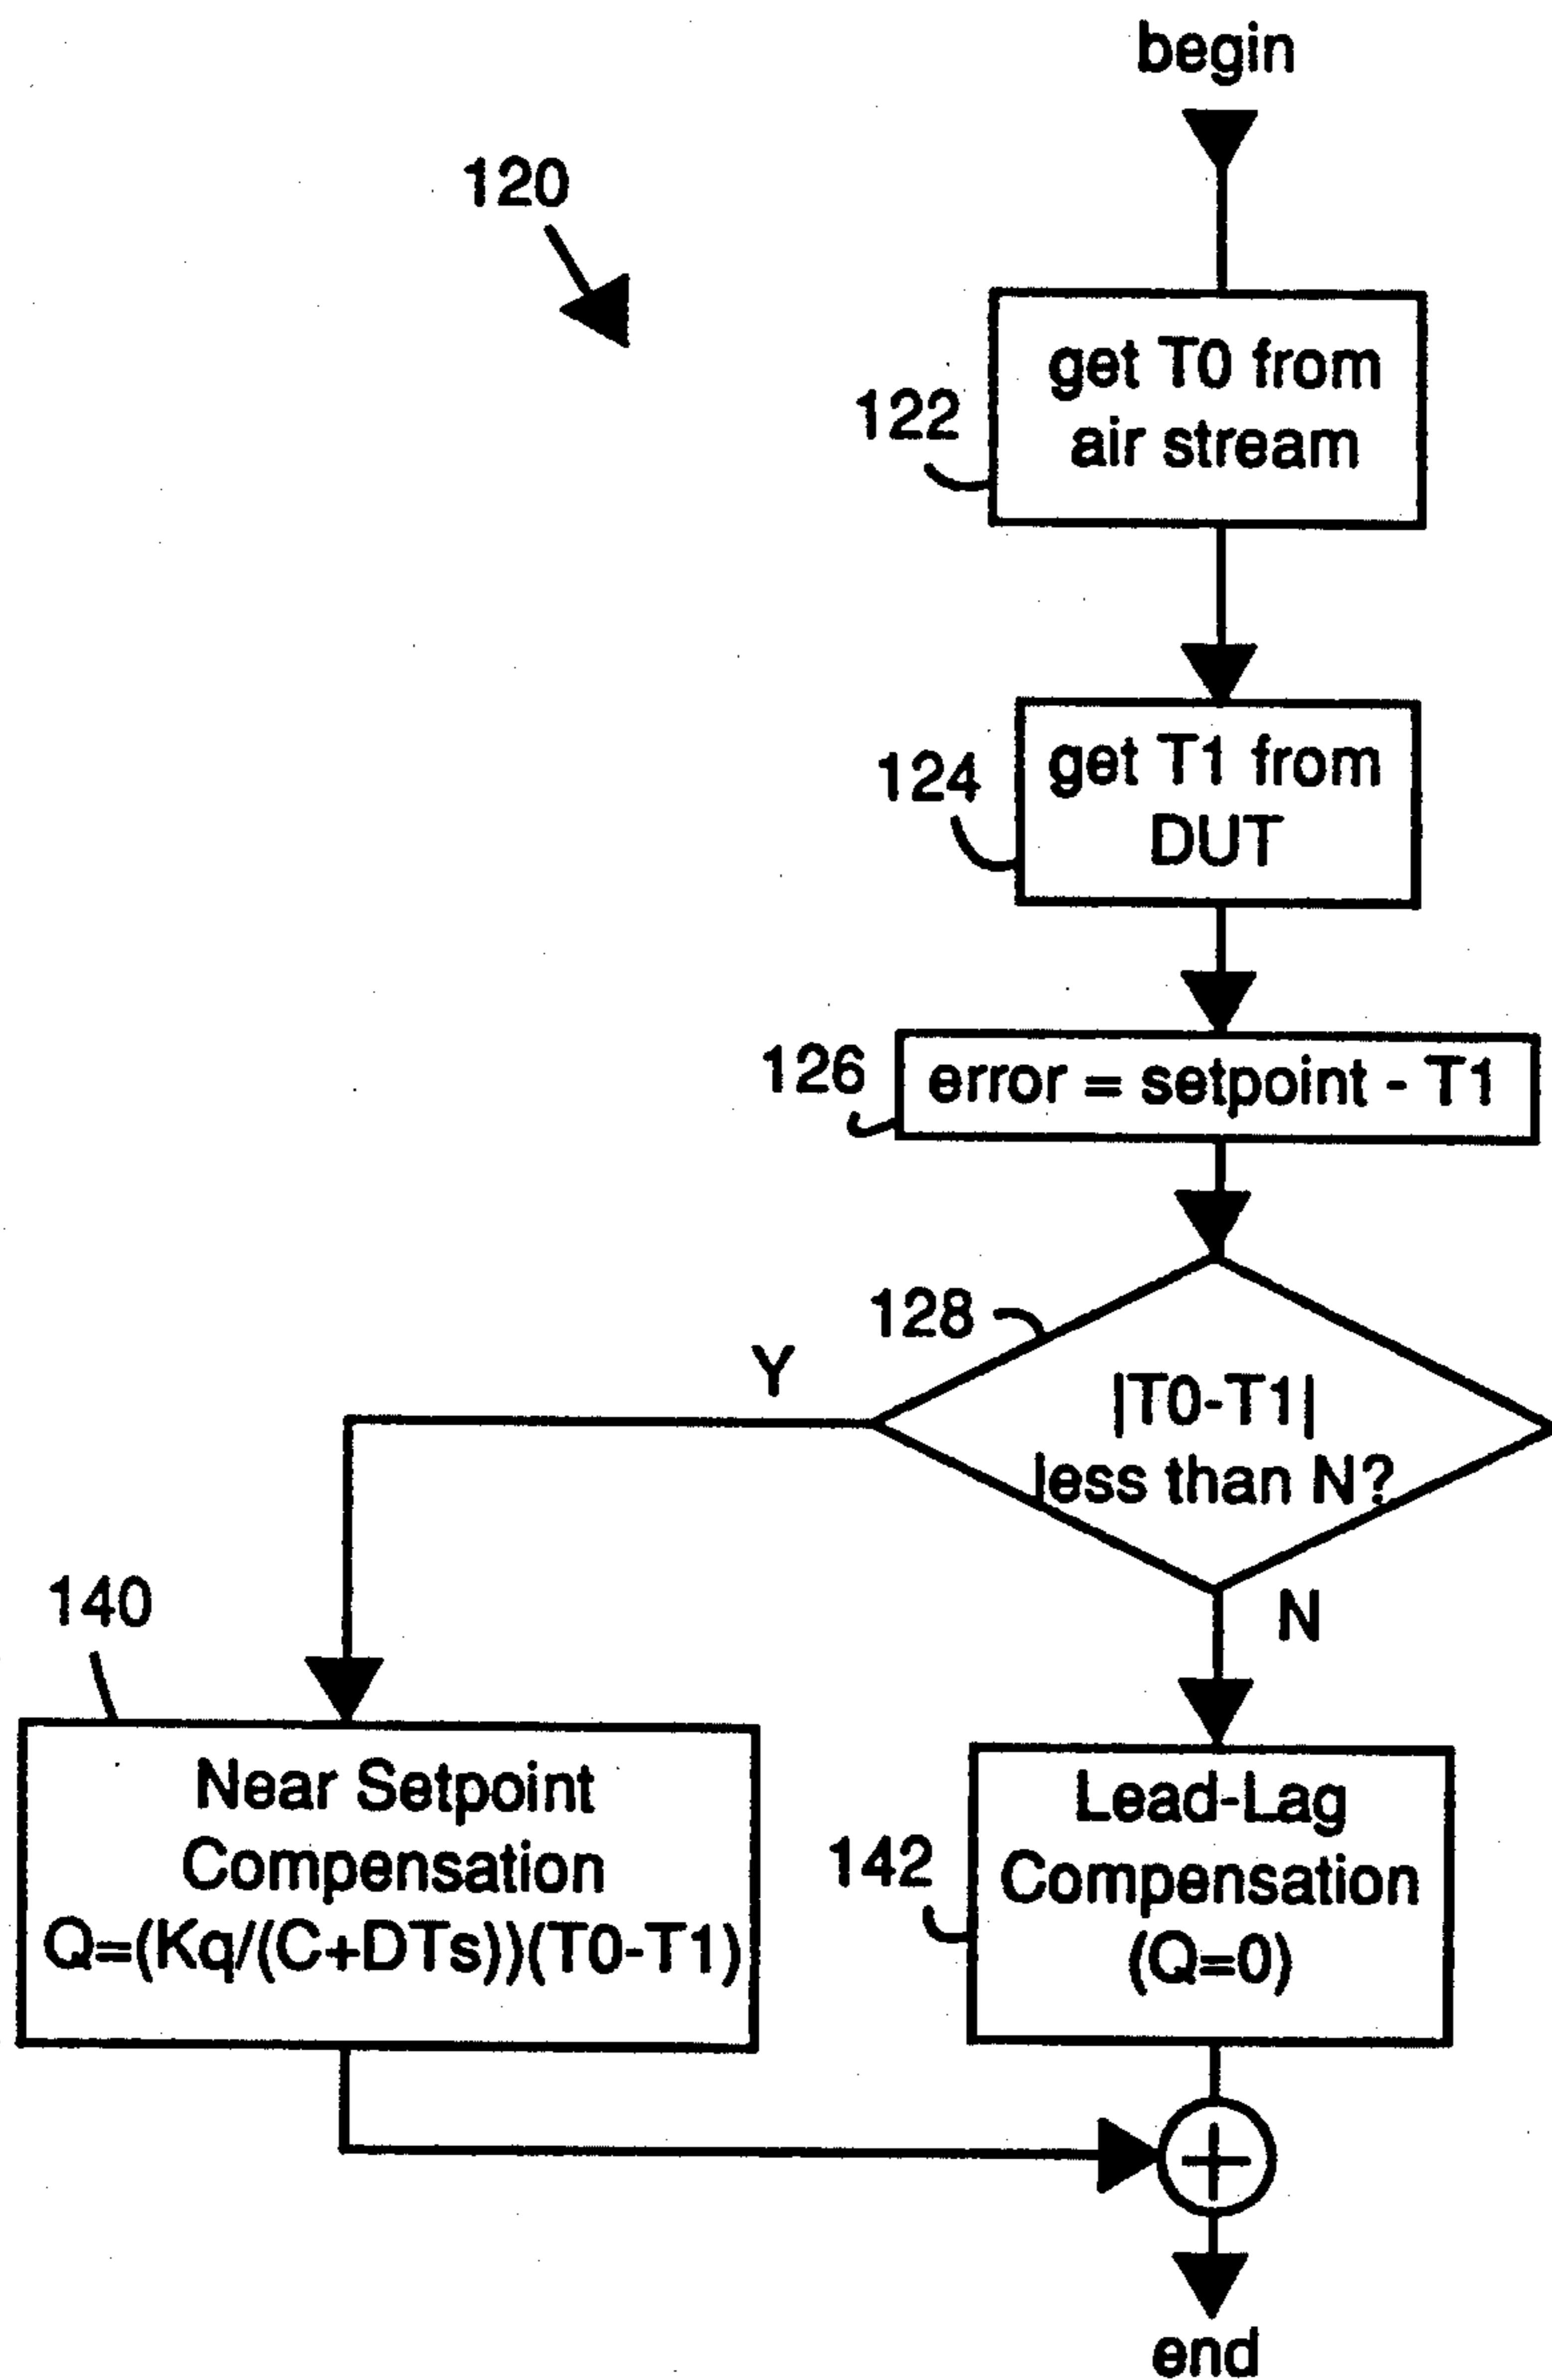 begin
120
get T0 from
air stream
122
get T1 from
DUT
124
126
error = setpoint - T1
128
|T0-T1|
less than N?
Y
N
140
Near Setpoint
Compensation
Q=(Kq/(C+DTs))(T0-T1)
Lead-Lag
Compensation
(Q=0)
142
end